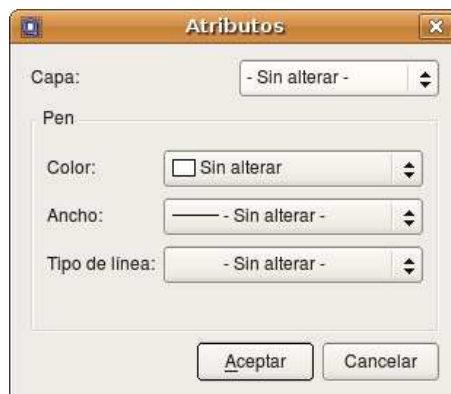 Atributos
Capa: - Sin alterar -
Pen
Color: Sin alterar
Ancho: - Sin alterar -
Tipo de línea: - Sin alterar -
Aceptar Cancelar